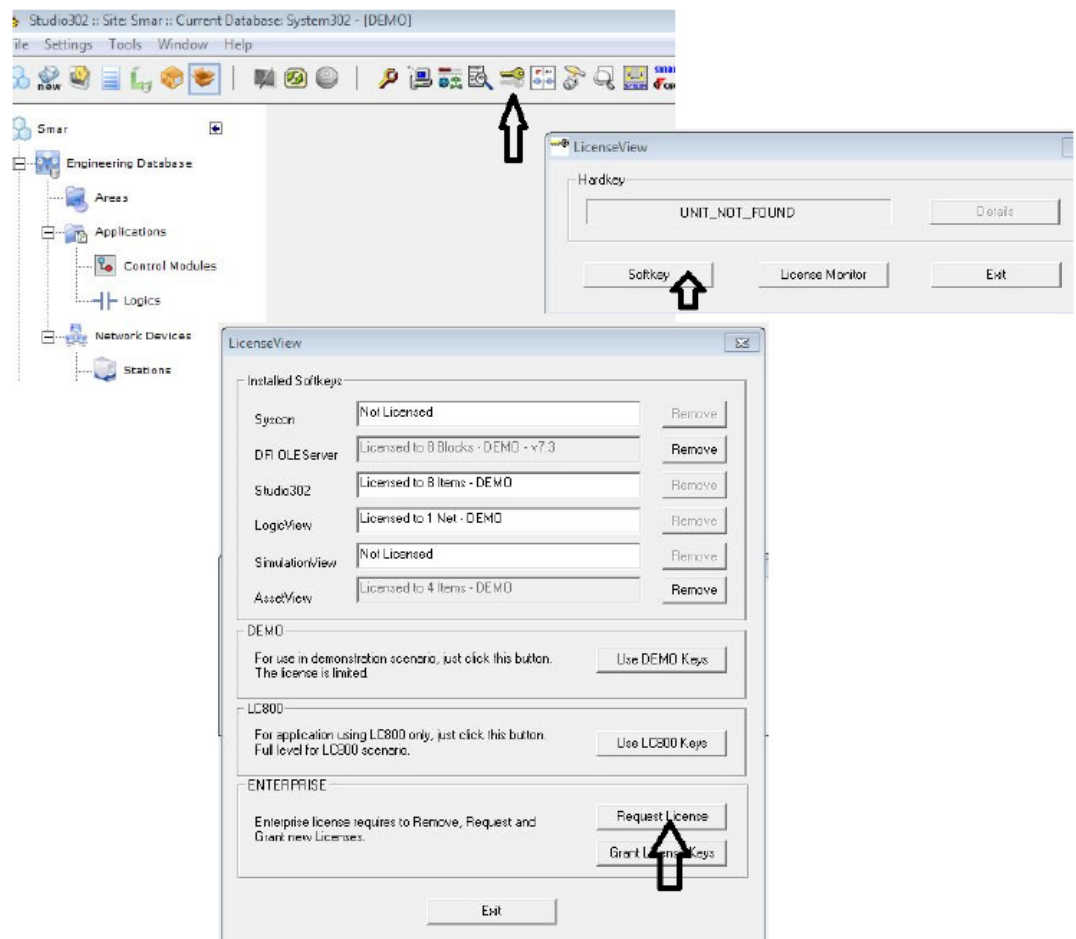 Studio302 :: Site: Smar :: Current Database: System302 - [DEMO]
ile Settings Tools Window Help
new
Smar
Engineering Database
Areas
Applications
Control Modules
Logics
Network Devices
Stations
LicenseView
Hardkey
UNIT_NOT_FOUND
Details
Softkey
License Monitor
Exit
LicenseView
Installed Softkeys
Syscon
Not Licensed
Remove
DFI OLEServer
Licensed to 8 Blocks - DEMO - v7.3
Remove
Studio302
Licensed to 8 Items - DEMO
Remove
LogicView
Licensed to 1 Net - DEMO
Remove
SimulationView
Not Licensed
Remove
AssetView
Licensed to 4 Items - DEMO
Remove
DEMO
For use in demonstration scenario, just click this button.
The license is limited.
Use DEMO Keys
LC800
For application using LC800 only, just click this button.
Full level for LC800 scenario.
Use LC800 Keys
ENTERPRISE
Enterprise license requires to Remove, Request and
Grant new Licenses.
Request License
Grant License Keys
Exit